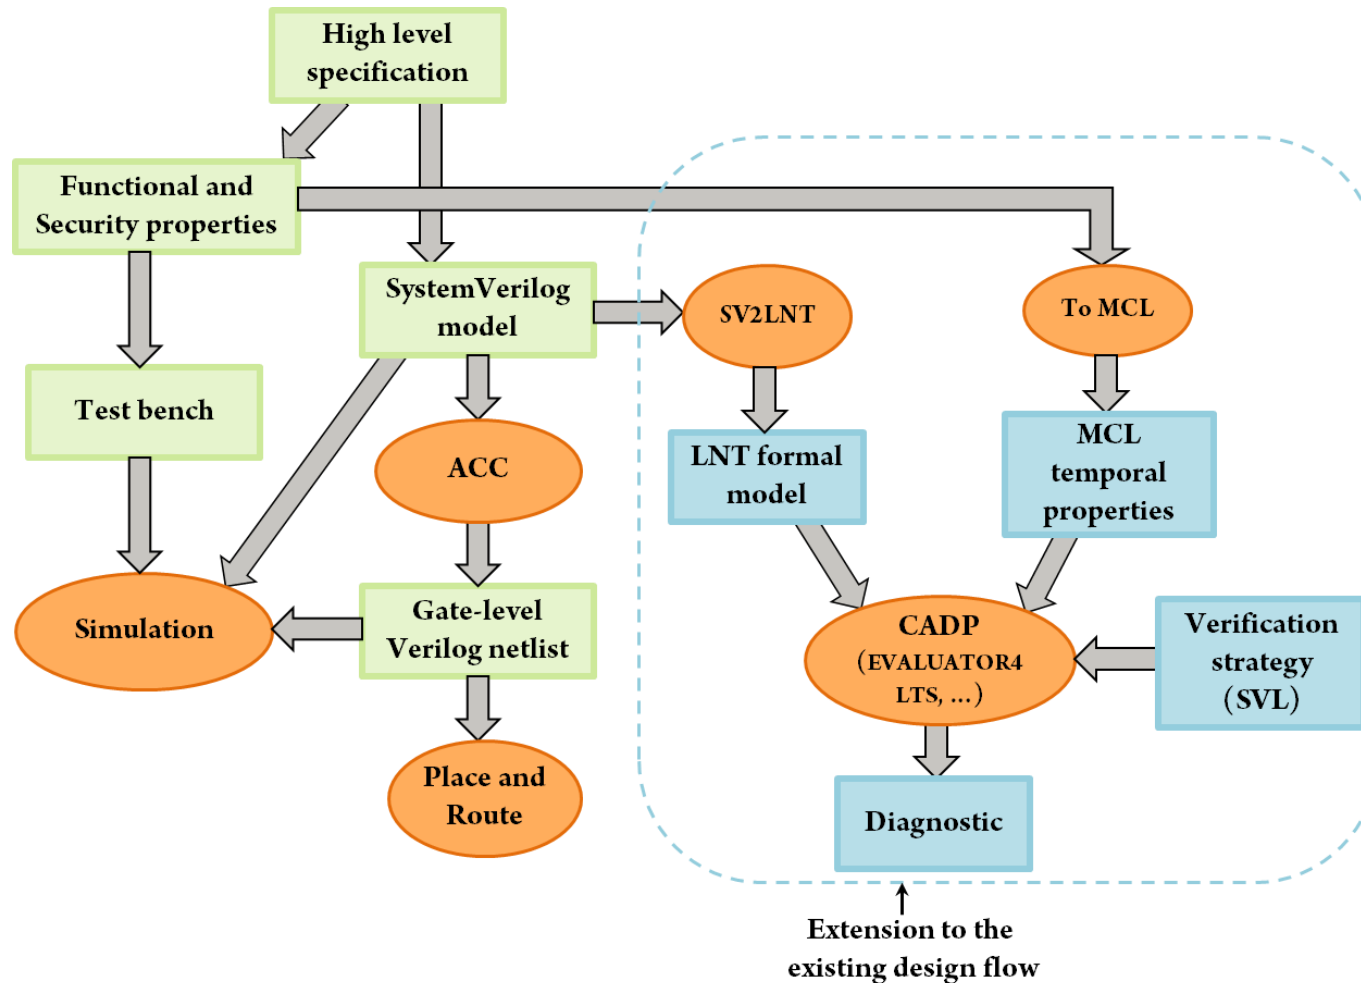 High level
specification
Functional and
Security properties
SystemVerilog
model
SV2LNT
To MCL
Test bench
ACC
LNT formal
model
MCL
temporal
properties
Simulation
Gate-level
Verilog netlist
CADP
(EVALUATOR4
LTS, ...)
Verification
strategy
(SVL)
Place and
Route
Diagnostic
Extension to the
existing design flow